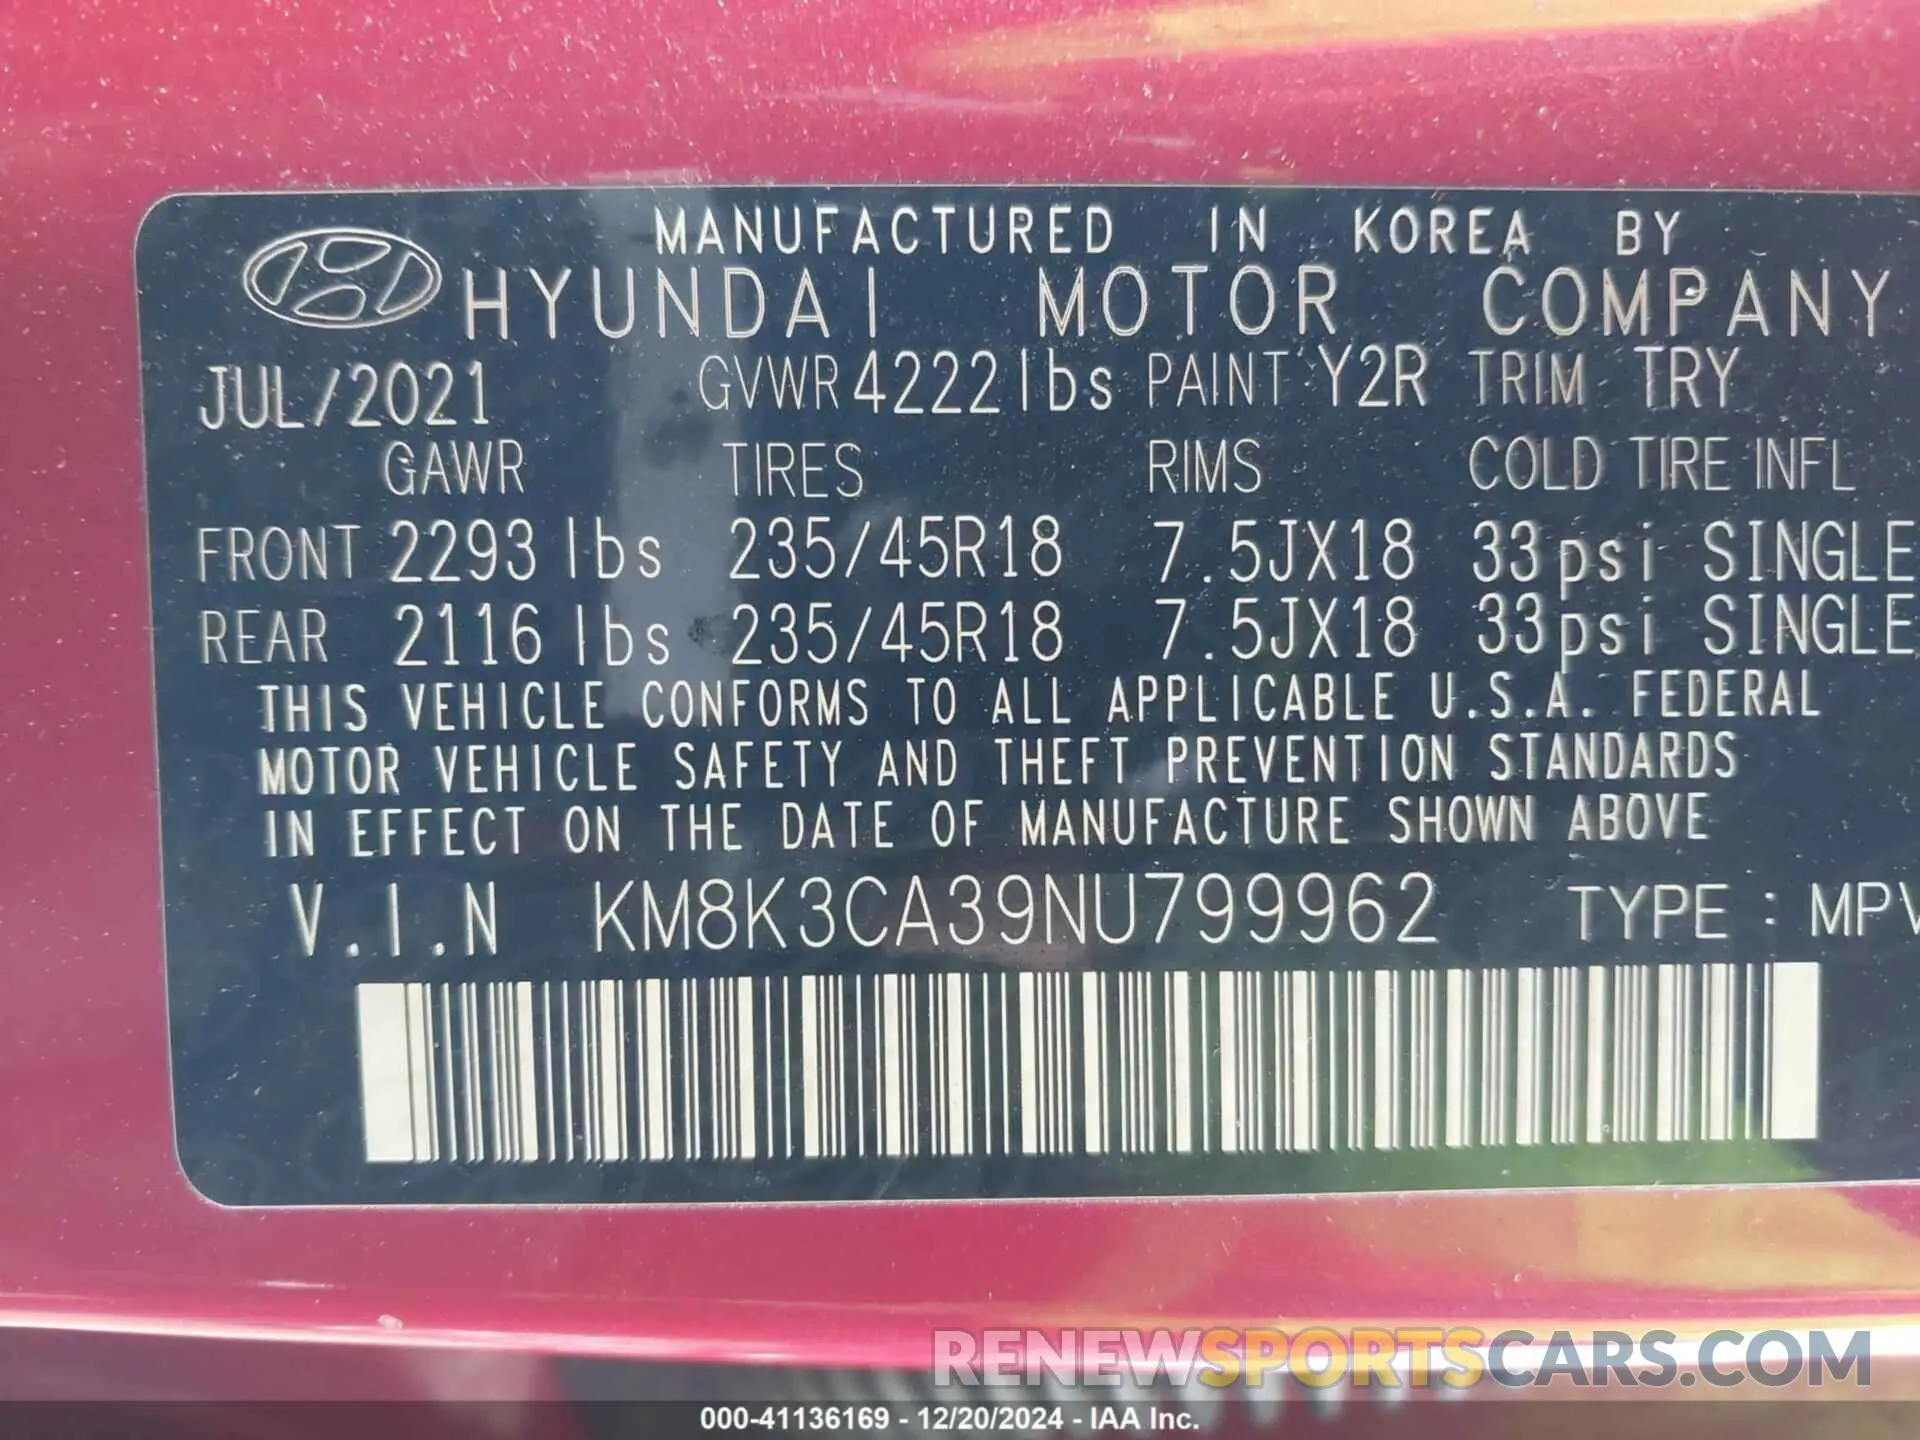 MANUFACTURED IN KOREA BY
HYUNDAI MOTOR COMPANY
JUL/2021 GVWR 4222 lbs PAINT Y2R TRIM TRY
GAWR TIRES RIMS COLD TIRE INFL
FRONT 2293 lbs 235/45R18 7.5JX18 33psi SINGLE
REAR 2116 lbs 235/45R18 7.5JX18 33psi SINGLE
THIS VEHICLE CONFORMS TO ALL APPLICABLE U.S.A. FEDERAL
MOTOR VEHICLE SAFETY AND THEFT PREVENTION STANDARDS
IN EFFECT ON THE DATE OF MANUFACTURE SHOWN ABOVE
V.I.N KM8K3CA39NU799962 TYPE : MPV
RENEWSPORTSCARS.COM
000-41136169 - 12/20/2024 - IAA Inc.